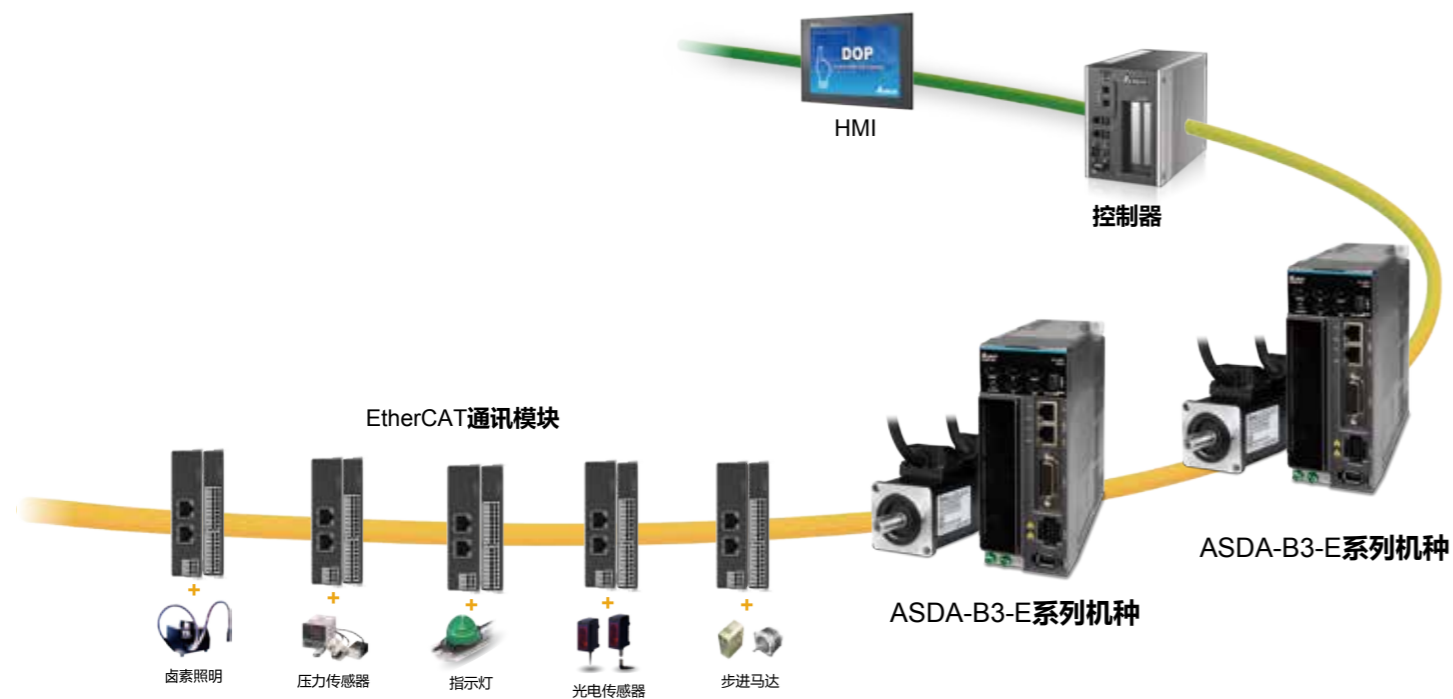 DOP
HMI
控制器
EtherCAT通讯模块
ASDA-B3-E系列机种
ASDA-B3-E系列机种
卤素照明
压力传感器
指示灯
光电传感器
步进马达